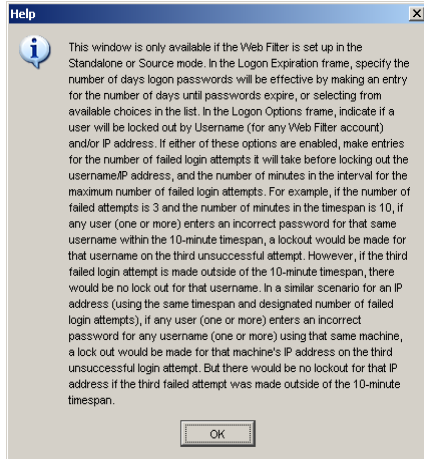 Help
This window is only available if the Web Filter is set up in the
Standalone or Source mode. In the Logon Expiration frame, specify the
number of days logon passwords will be effective by making an entry
for the number of days until passwords expire, or selecting from
available choices in the list. In the Logon Options frame, indicate if a
user will be locked out by Username (for any Web Filter account)
and/or IP address. If either of these options are enabled, make entries
for the number of failed login attempts it will take before locking out the
username/IP address, and the number of minutes in the interval for the
maximum number of failed login attempts. For example, if the number of
failed attempts is 3 and the number of minutes in the timespan is 10, if
any user (one or more) enters an incorrect password for that same
username within the 10-minute timespan, a lockout would be made for
that username on the third unsuccessful attempt. However, if the third
failed login attempt is made outside of the 10-minute timespan, there
would be no lock out for that username. In a similar scenario for an IP
address (using the same timespan and designated number of failed
login attempts), if any user (one or more) enters an incorrect
password for any username (one or more) using that same machine,
a lock out would be made for that machine's IP address on the third
unsuccessful login attempt. But there would be no lockout for that IP
address if the third failed attempt was made outside of the 10-minute
timespan.
OK